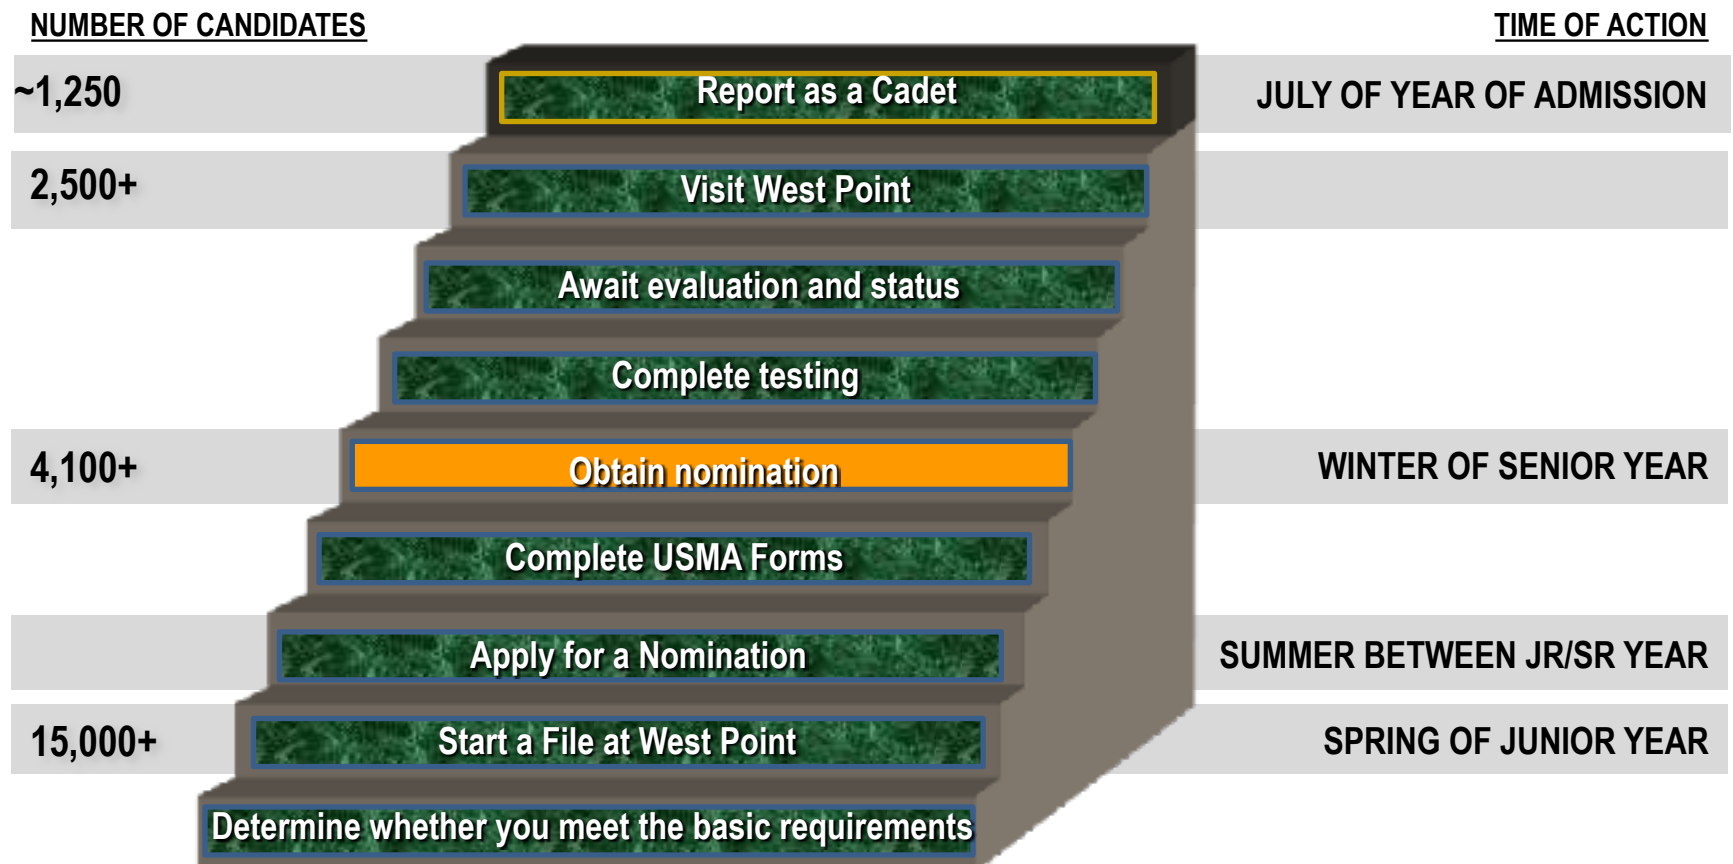 NUMBER OF CANDIDATES
TIME OF ACTION
~1,250
Report as a Cadet
JULY OF YEAR OF ADMISSION
2,500+
Visit West Point
Await evaluation and status
Complete testing
4,100+
Obtain nomination
WINTER OF SENIOR YEAR
Complete USMA Forms
Apply for a Nomination
SUMMER BETWEEN JR/SR YEAR
15,000+
Start a File at West Point
SPRING OF JUNIOR YEAR
Determine whether you meet the basic requirements